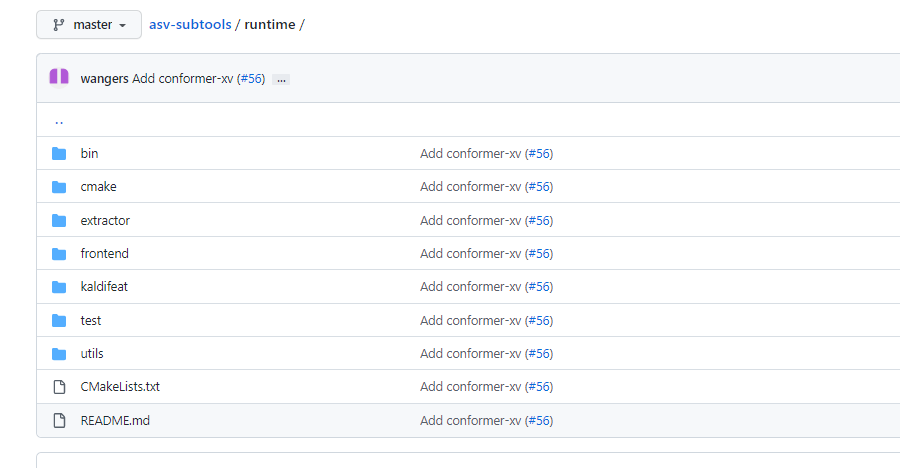 master asv-subtools / runtime /
wangers Add conformer-xv (#56) ...
..
bin Add conformer-xv (#56)
cmake Add conformer-xv (#56)
extractor Add conformer-xv (#56)
frontend Add conformer-xv (#56)
kaldifeat Add conformer-xv (#56)
test Add conformer-xv (#56)
utils Add conformer-xv (#56)
CMakeLists.txt Add conformer-xv (#56)
README.md Add conformer-xv (#56)